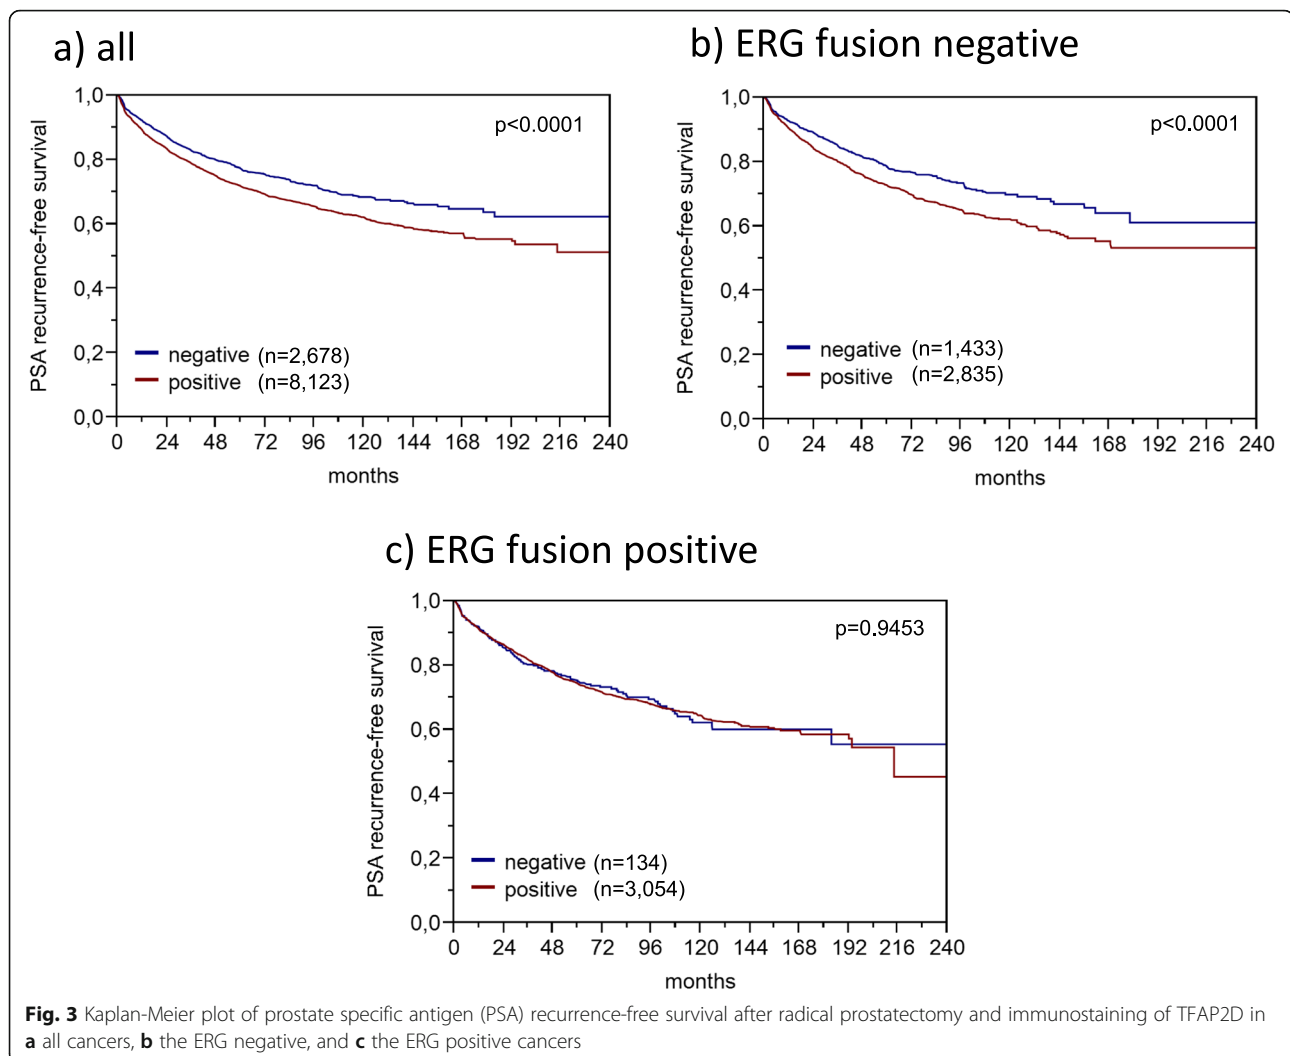 a) all
PSA recurrence-free survival
1,0
0,8
0,6
0,4
0,2
0,0
p<0.0001
negative (n=2,678)
positive (n=8,123)
0 24 48 72 96 120 144 168 192 216 240
months
b) ERG fusion negative
PSA recurrence-free survival
1,0
0,8
0,6
0,4
0,2
0,0
p<0.0001
negative (n=1,433)
positive (n=2,835)
0 24 48 72 96 120 144 168 192 216 240
months
c) ERG fusion positive
PSA recurrence-free survival
1,0
0,8
0,6
0,4
0,2
0,0
p=0.9453
negative (n=134)
positive (n=3,054)
0 24 48 72 96 120 144 168 192 216 240
months
Fig. 3 Kaplan-Meier plot of prostate specific antigen (PSA) recurrence-free survival after radical prostatectomy and immunostaining of TFAP2D in
a all cancers, b the ERG negative, and c the ERG positive cancers